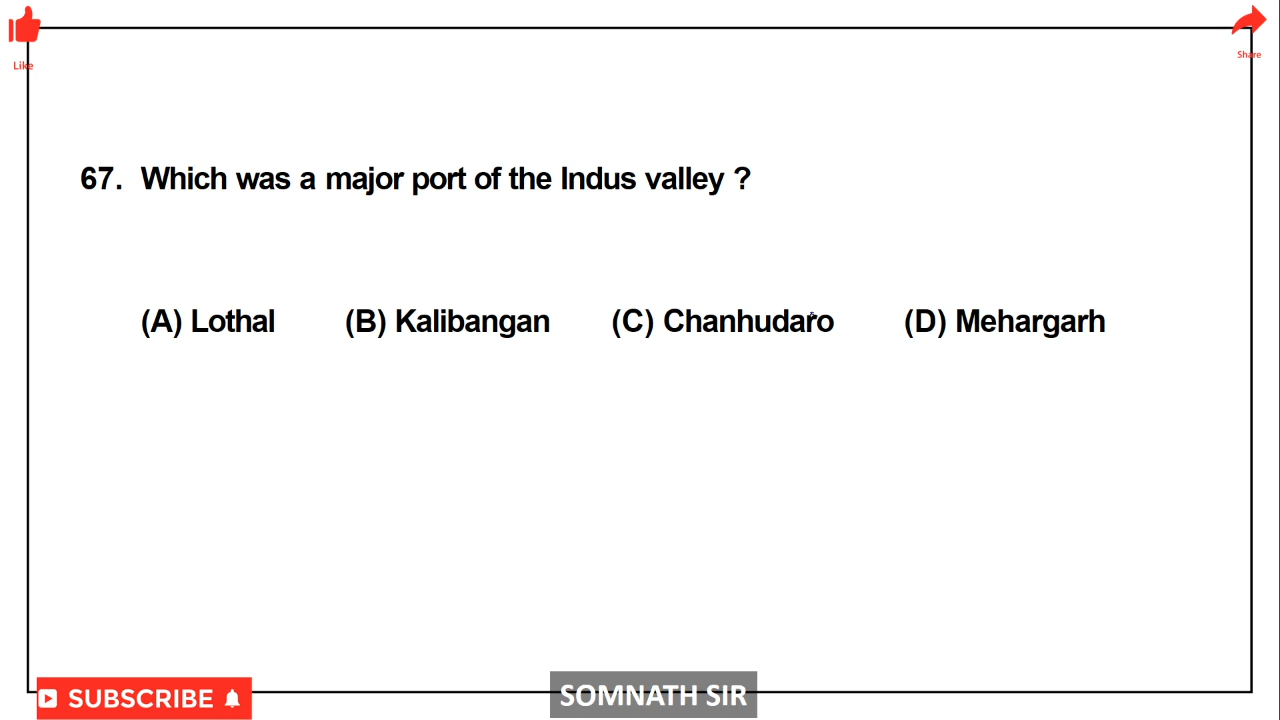 Like
Share
67. Which was a major port of the Indus valley ?
(A) Lothal (B) Kalibangan (C) Chanhudaro (D) Mehargarh
SUBSCRIBE
SOMNATH SIR